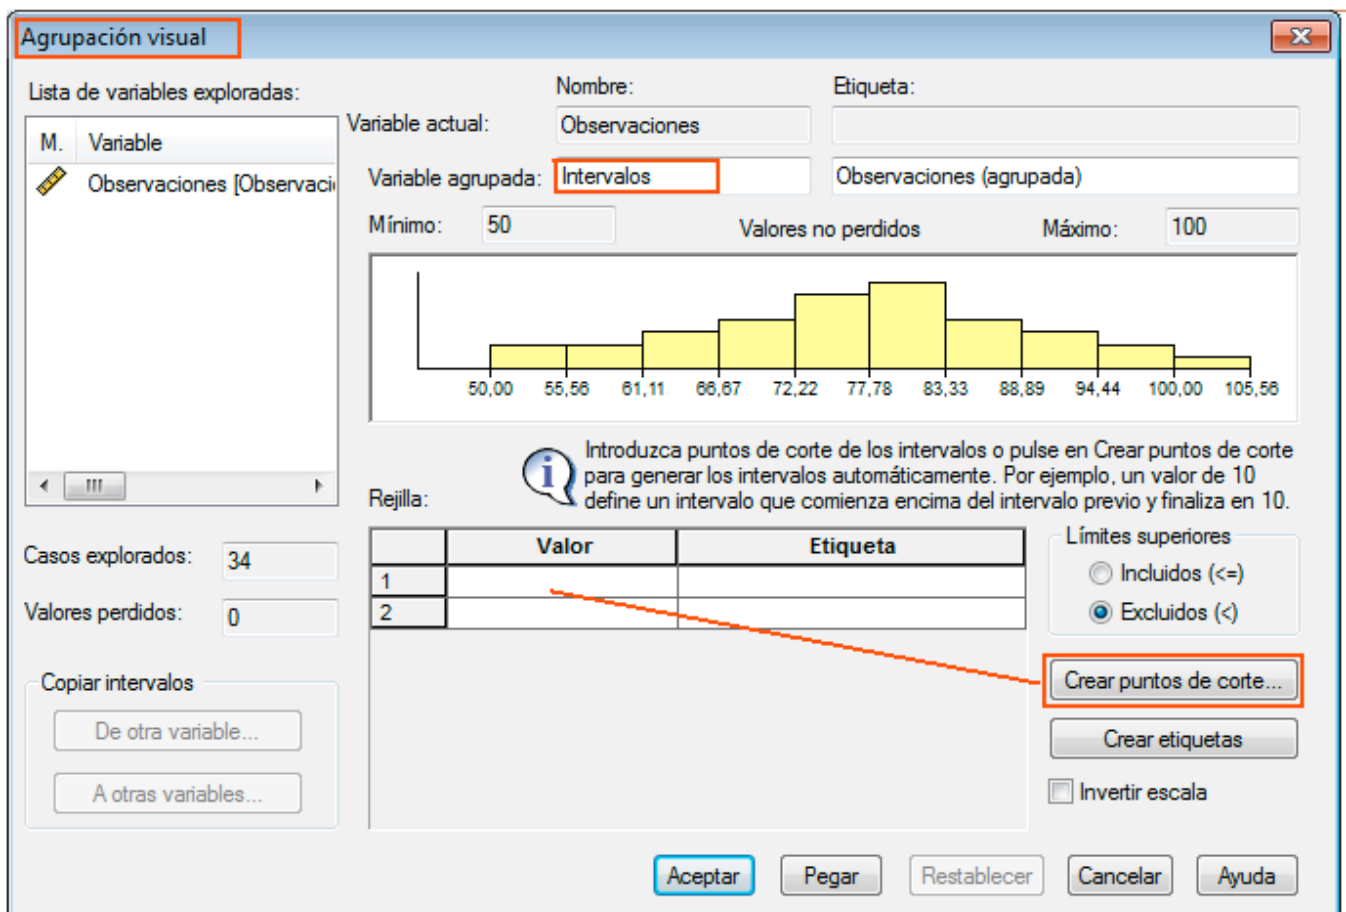 Agrupación visual
Lista de variables exploradas:
Nombre:
Etiqueta:
M. Variable
Observaciones [Observaci
Variable actual:
Observaciones
Variable agrupada:
Intervalos
Observaciones (agrupada)
Mínimo:
50
Valores no perdidos
Máximo:
100
50,00 55,56 61,11 66,67 72,22 77,78 83,33 88,89 94,44 100,00 105,56
Introduzca puntos de corte de los intervalos o pulse en Crear puntos de corte
para generar los intervalos automáticamente. Por ejemplo, un valor de 10
define un intervalo que comienza encima del intervalo previo y finaliza en 10.
Rejilla:
Valor Etiqueta
1
2
Límites superiores
Incluidos (<=)
Excluidos (<)
Casos explorados:
34
Valores perdidos:
0
Copiar intervalos
De otra variable...
A otras variables...
Crear puntos de corte...
Crear etiquetas
Invertir escala
Aceptar
Pegar
Restablecer
Cancelar
Ayuda